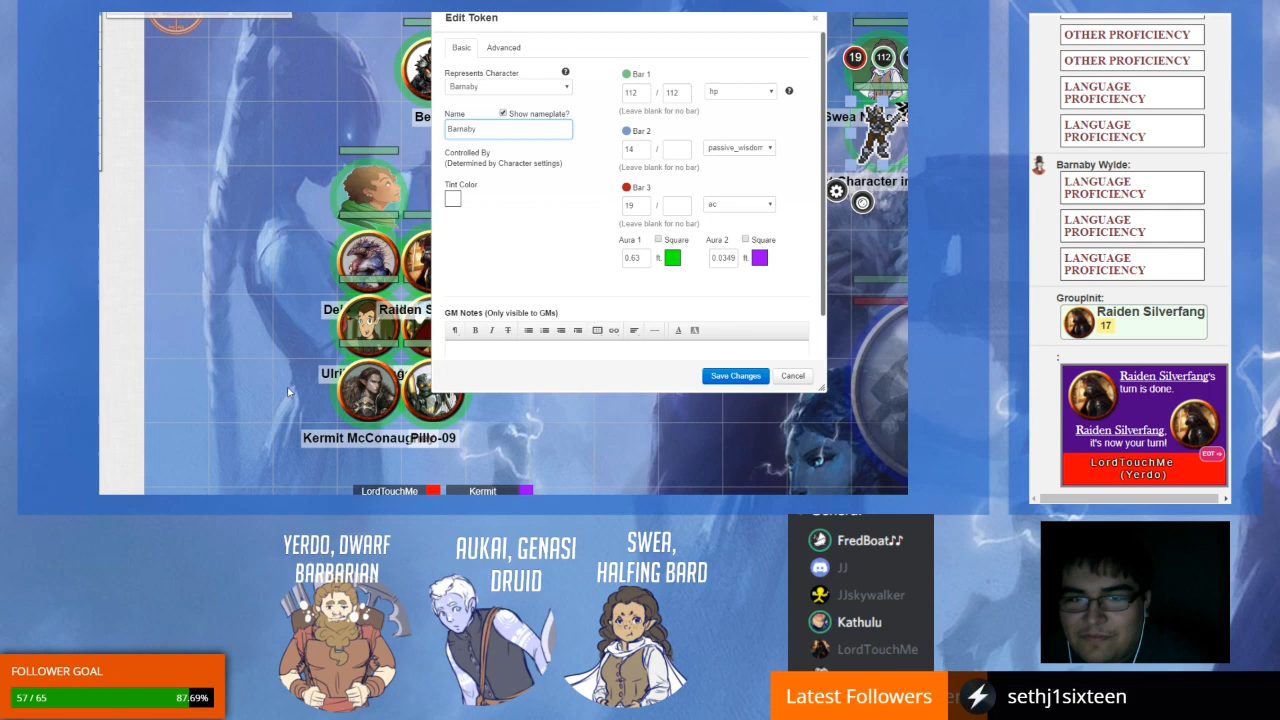 Edit Token
×
Basic
Advanced
Represents Character
Barnaby
Name
Show nameplate?
Barnaby
Controlled By
(Determined by Character settings)
Tint Color
Bar 1
112 / 112
hp
(Leave blank for no bar)
Bar 2
14 /
passive_wisdom
(Leave blank for no bar)
Bar 3
19 /
ac
(Leave blank for no bar)
Aura 1
Square
Aura 2
Square
0.63 ft.
0.0349 ft.
GM Notes (Only visible to GMs)
Save Changes
Cancel
19
112
Swea
Character in
Be
De
Raiden S
Ulri
Kermit McConaug
Pillo-09
LordTouchMe
Kermit
OTHER PROFICIENCY
OTHER PROFICIENCY
LANGUAGE
PROFICIENCY
LANGUAGE
PROFICIENCY
Barnaby Wylde:
LANGUAGE
PROFICIENCY
LANGUAGE
PROFICIENCY
LANGUAGE
PROFICIENCY
GroupInit:
Raiden Silverfang
17
:
Raiden Silverfang's
turn is done.
Raiden Silverfang,
it's now your turn!
EOT
LordTouchMe
(Yerdo)
YERDO, DWARF
BARBARIAN
AUKAI, GENASI
DRUID
SWEA,
HALFING BARD
General
FredBoat♪♪
JJ
JJskywalker
Kathulu
LordTouchMe
FOLLOWER GOAL
57 / 65
87.69%
Latest Followers
sethj1sixteen